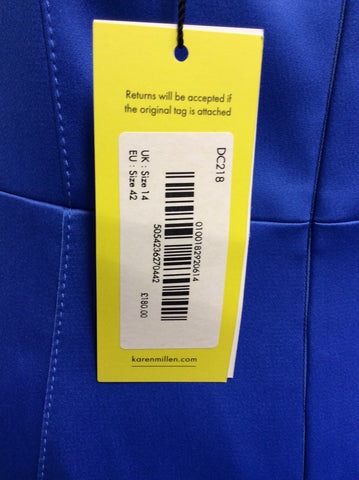 Returns will be accepted if
the original tag is attached
DC218
UK : Size 14
EU : Size 42
0100182920614
5054236270442
£180.00
karenmillen.com